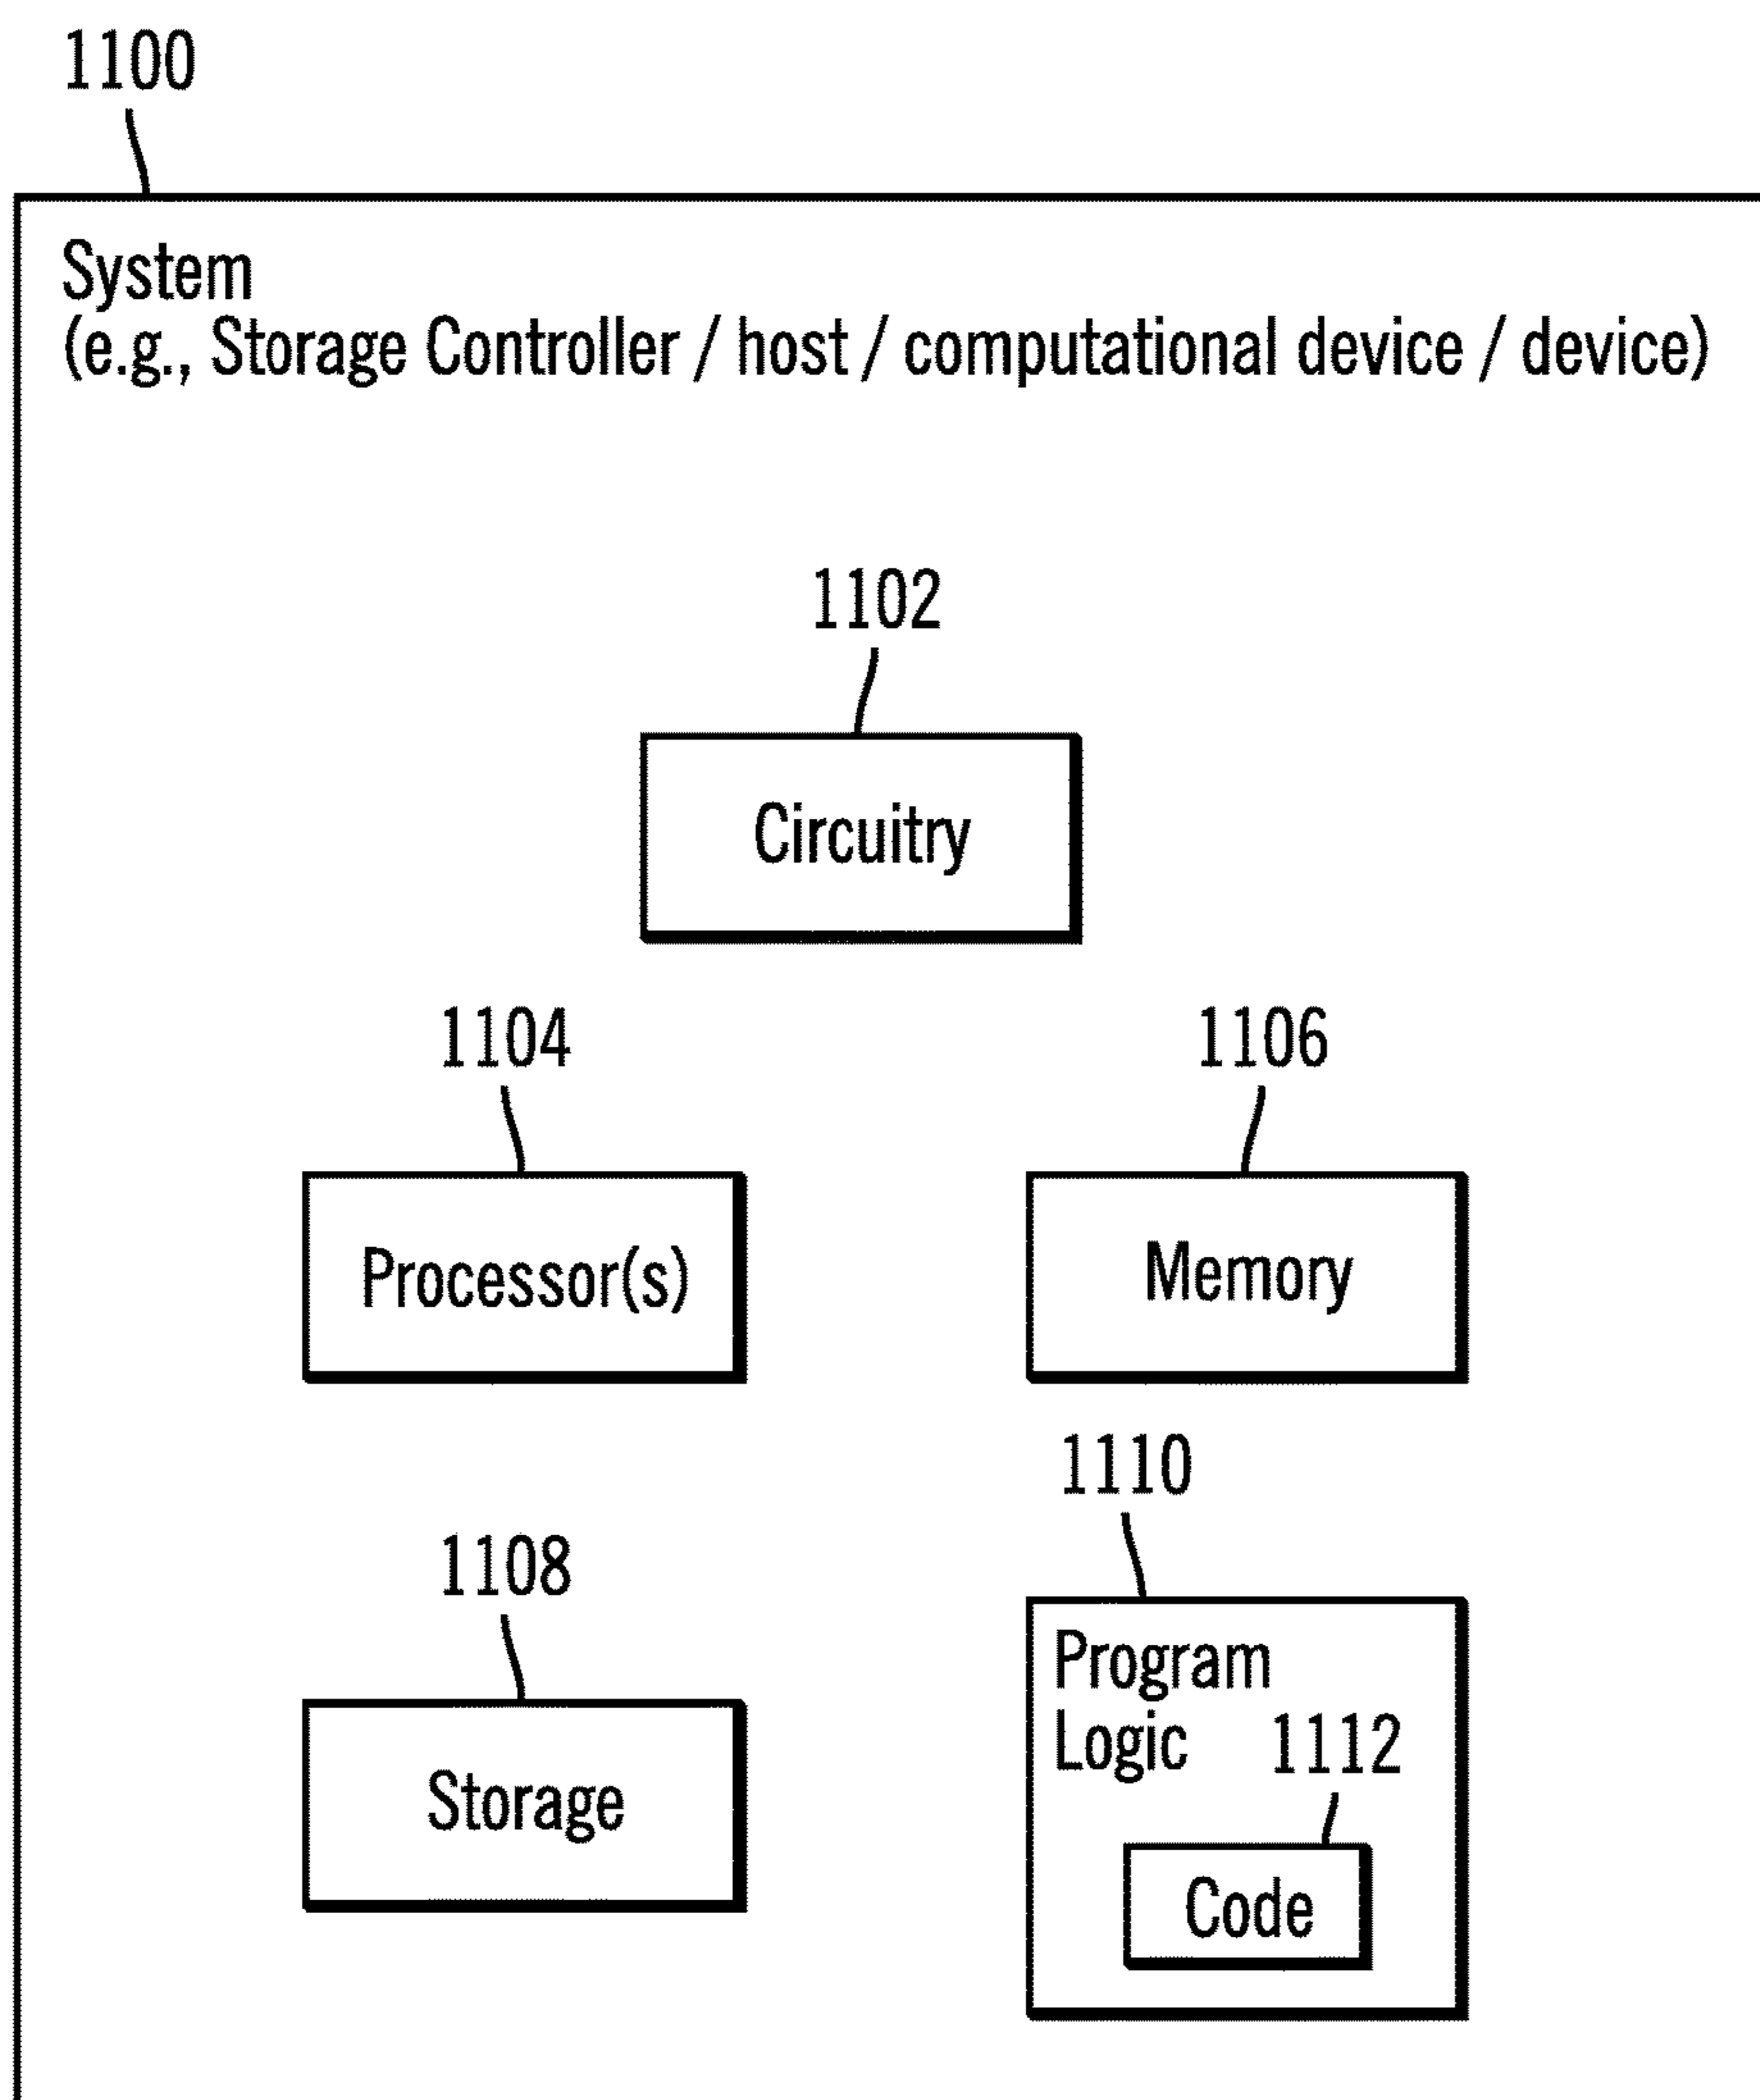 1100
System
(e.g., Storage Controller / host / computational device / device)
1102
Circuitry
1104
1106
Processor(s)
Memory
1110
1108
Program
Logic 1112
Storage
Code